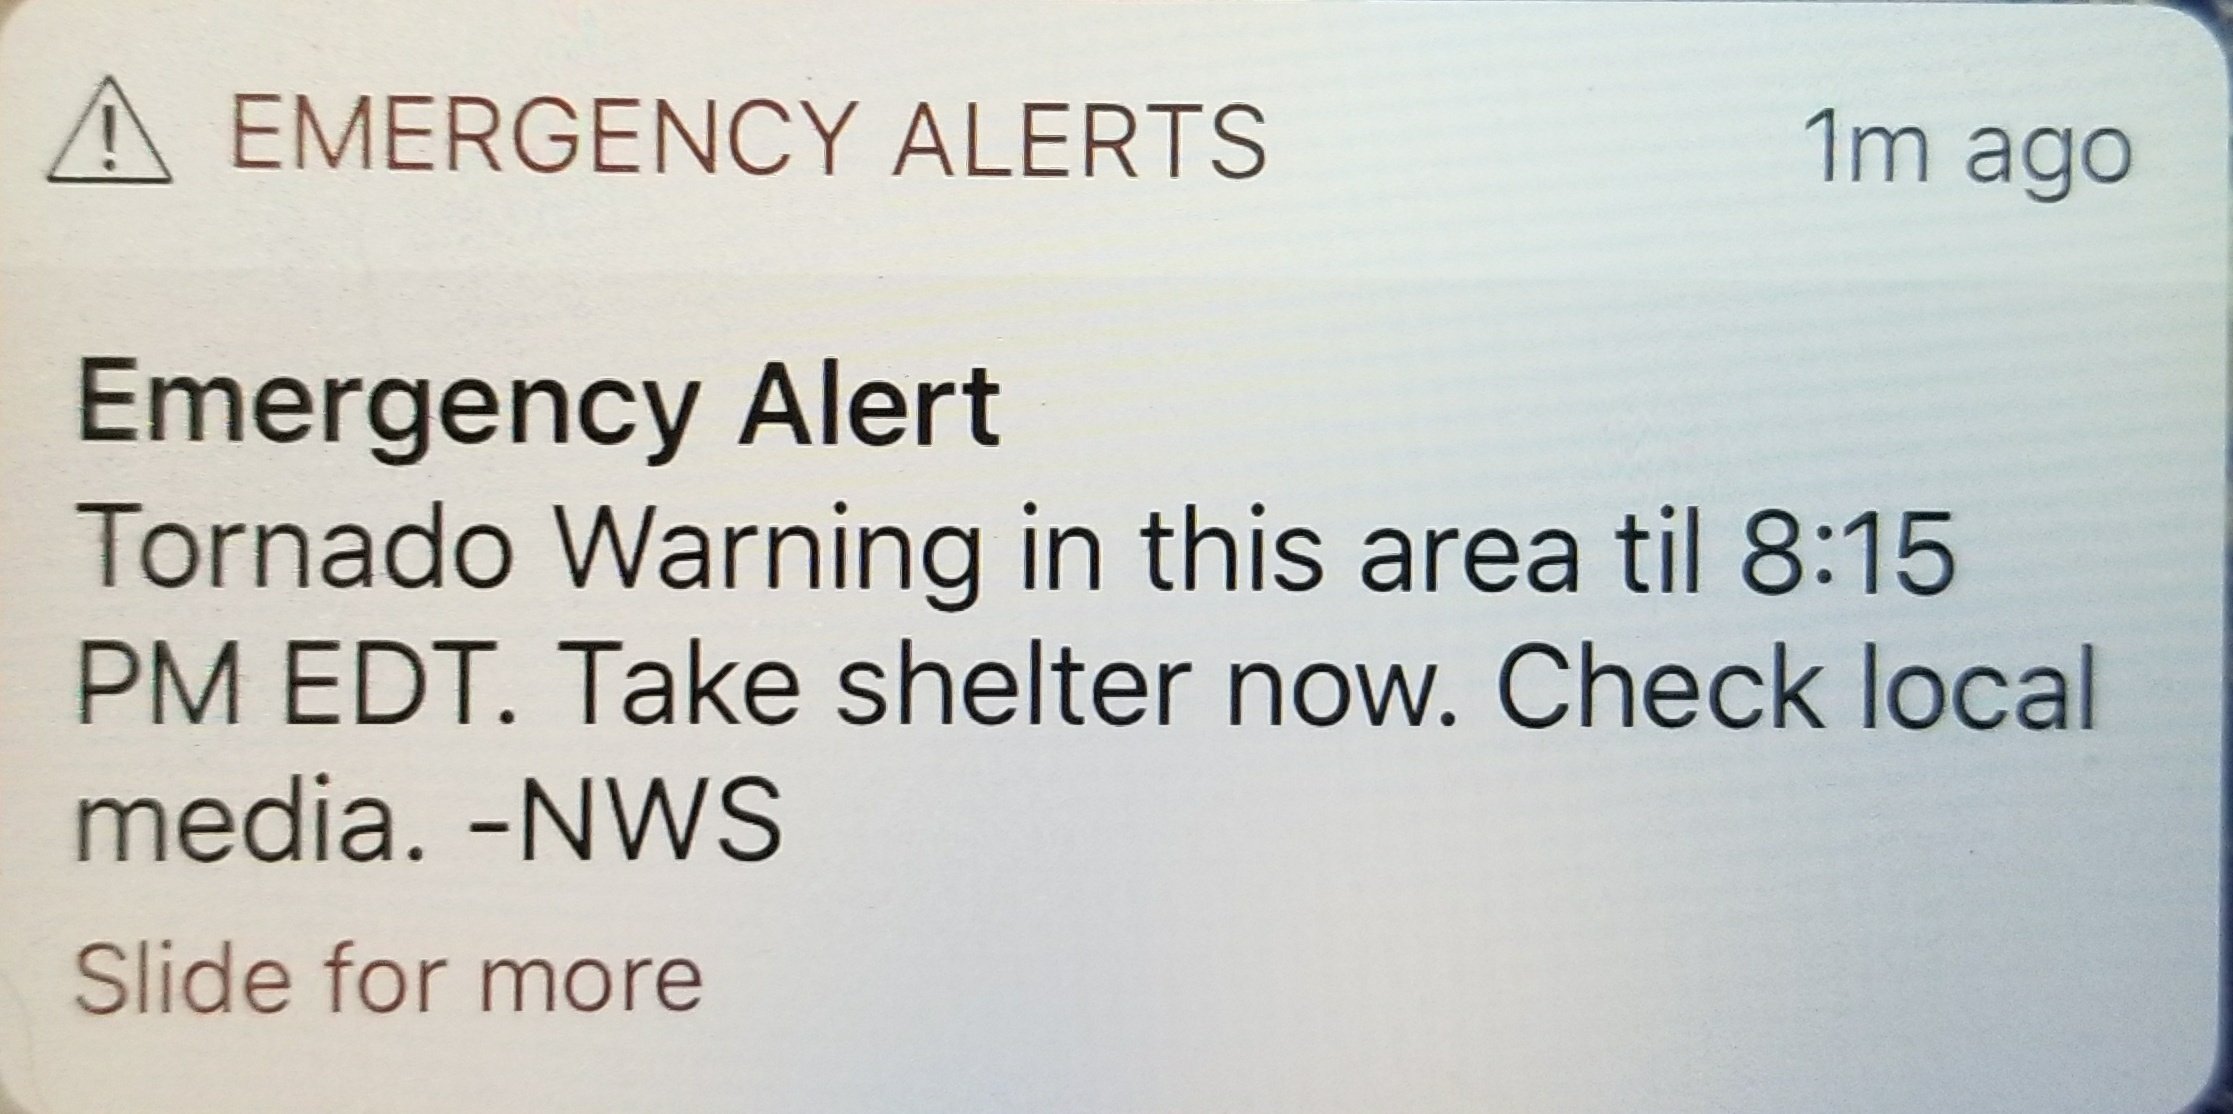 EMERGENCY ALERTS 1m ago
Emergency Alert
Tornado Warning in this area til 8:15
PM EDT. Take shelter now. Check local
media. -NWS
Slide for more